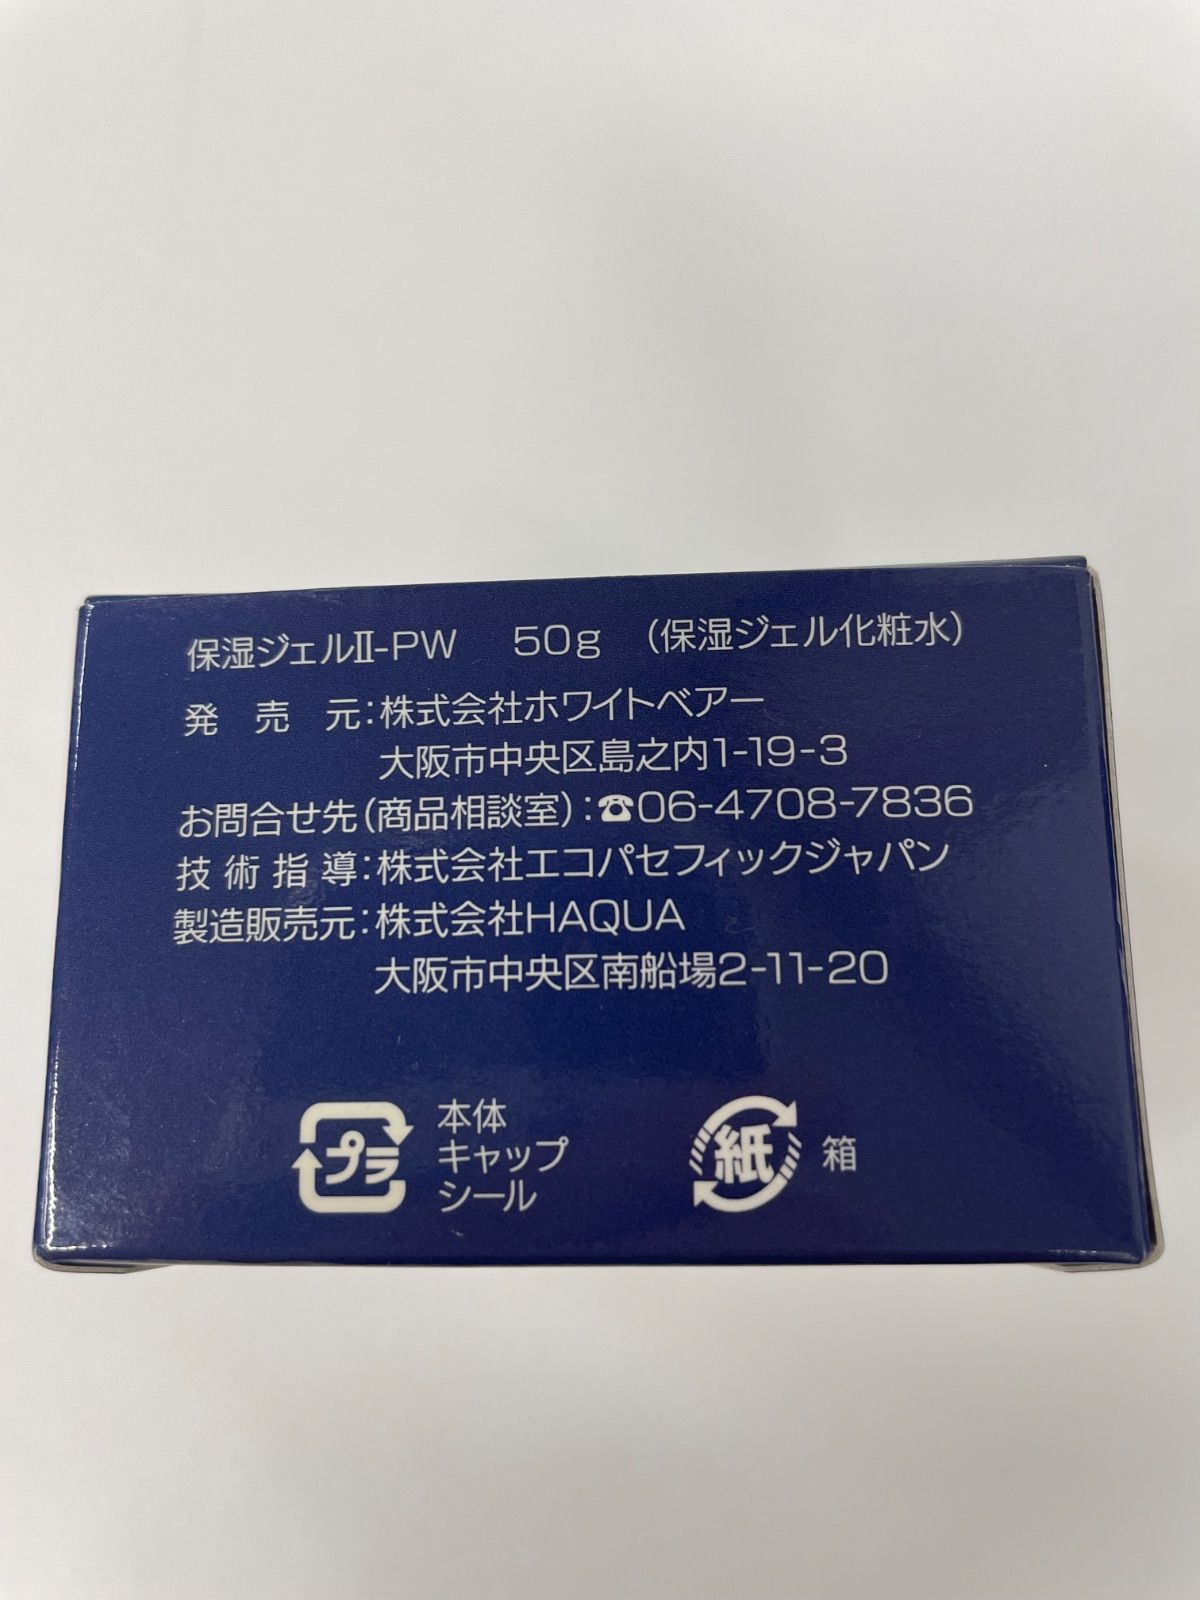 保湿ジェルⅡ-PW　50g　(保湿ジェル化粧水)
発　売　元：株式会社ホワイトベアー
大阪市中央区島之内1-19-3
お問合せ先(商品相談室)：☎06-4708-7836
技術指導：株式会社エコパセフィックジャパン
製造販売元：株式会社HAQUA
大阪市中央区南船場2-11-20
プラ 本体
キャップ
シール
紙 箱